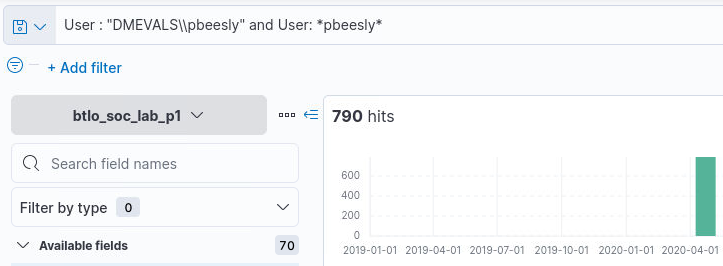 User : "DMEVALS\\pbeesly" and User: *pbeesly*
+ Add filter
btlo_soc_lab_p1
790 hits
Search field names
Filter by type 0
Available fields 70
600
400
200
0
2019-01-01 2019-04-01 2019-07-01 2019-10-01 2020-01-01 2020-04-01